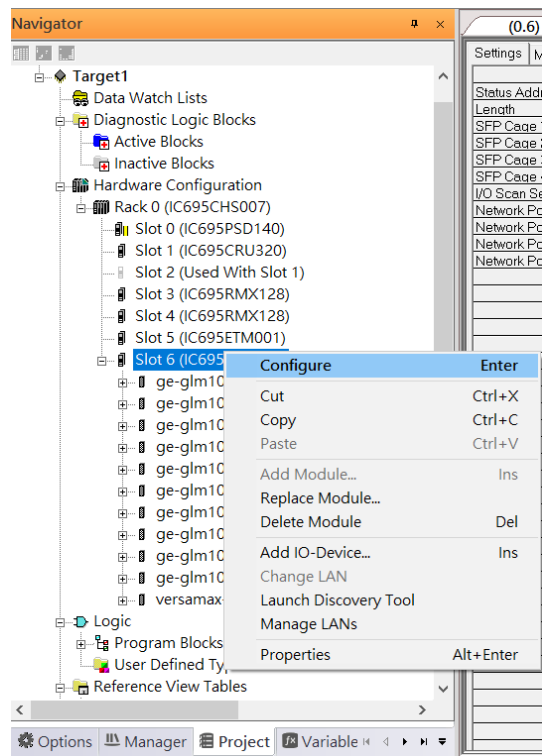 Navigator
(0.6)
Settings
Target1
Status Addr
Data Watch Lists
Length
Diagnostic Logic Blocks
SFP Cage
Active Blocks
SFP Cage
Inactive Blocks
SFP Cage
SFP Cage
Hardware Configuration
I/O Scan Se
Rack 0 (IC695CHS007)
Network Po
Slot 0 (IC695PSD140)
Network Po
Slot 1 (IC695CRU320)
Network Po
Slot 2 (Used With Slot 1)
Network Po
Slot 3 (IC695RMX128)
Slot 4 (IC695RMX128)
Slot 5 (IC695ETM001)
Slot 6 (IC695
Configure Enter
ge-glm10
Cut Ctrl+X
ge-glm10
Copy Ctrl+C
ge-glm10
Paste Ctrl+V
ge-glm10
Add Module... Ins
ge-glm10
Replace Module...
ge-glm10
Delete Module Del
ge-glm10
Add IO-Device... Ins
ge-glm10
Change LAN
ge-glm10
Launch Discovery Tool
ge-glm10
Manage LANs
versamax-
Properties Alt+Enter
Logic
Program Blocks
User Defined Ty
Reference View Tables
Options Manager Project Variable